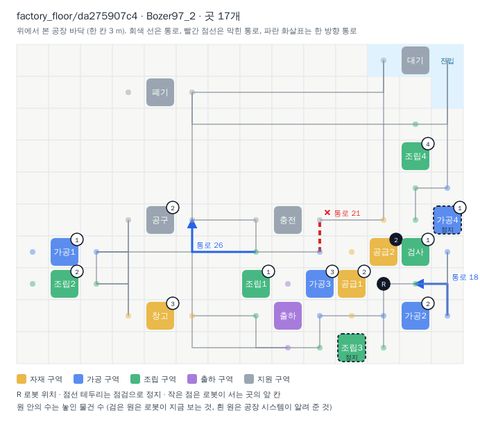 factory_floor/da275907c4 · Bozer97_2 · 곳 17개
위에서 본 공장 바닥 (한 칸 3 m). 회색 선은 통로, 빨간 점선은 막힌 통로, 파란 화살표는 한 방향 통로
대기
진입
폐기
4
조립4
2
공구
충전
✖ 통로 21
1
가공4
정지
1
가공1
통로 26
2
공급2
1
검사
2
조립2
1
조립1
3
가공3
2
공급1
R
통로 18
3
창고
출하
2
가공2
조립3
정지
자재 구역
가공 구역
조립 구역
출하 구역
지원 구역
R 로봇 위치 · 점선 테두리는 점검으로 정지 · 작은 점은 로봇이 서는 곳의 앞 칸
원 안의 수는 놓인 물건 수 (검은 원은 로봇이 지금 보는 것, 흰 원은 공장 시스템이 알려 준 것)